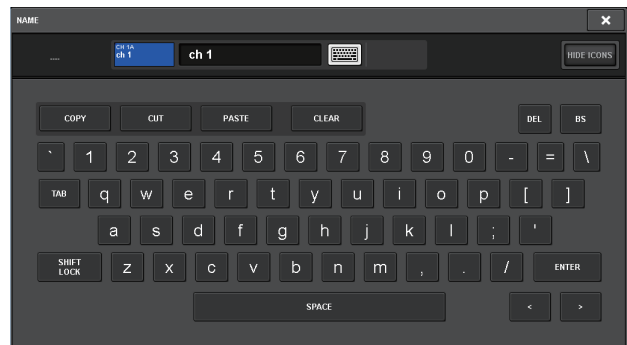 NAME ×
---- CH 1A ch 1 ch 1 HIDE ICONS
COPY CUT PASTE CLEAR DEL BS
` 1 2 3 4 5 6 7 8 9 0 - = \
TAB q w e r t y u i o p [ ]
a s d f g h j k l ; '
SHIFT LOCK z x c v b n m , . / ENTER
SPACE < >